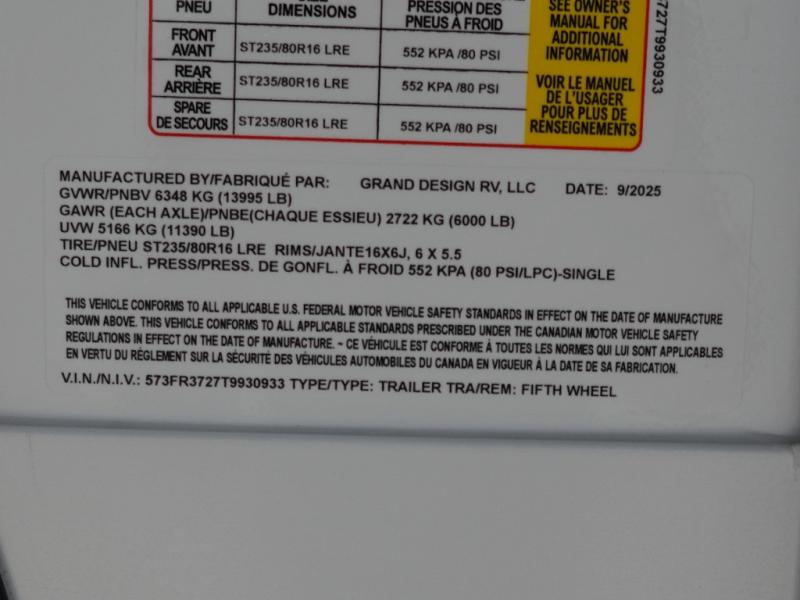 PNEU
DIMENSIONS
PRESSION DES
PNEUS À FROID
SEE OWNER'S
MANUAL FOR
ADDITIONAL
INFORMATION
FRONT
AVANT
ST235/80R16 LRE
552 KPA /80 PSI
REAR
ARRIÈRE
ST235/80R16 LRE
552 KPA /80 PSI
SPARE
DE SECOURS
ST235/80R16 LRE
552 KPA /80 PSI
VOIR LE MANUEL
DE L'USAGER
POUR PLUS DE
RENSEIGNEMENTS
727T9930933
MANUFACTURED BY/FABRIQUÉ PAR: GRAND DESIGN RV, LLC DATE: 9/2025
GVWR/PNBV 6348 KG (13995 LB)
GAWR (EACH AXLE)/PNBE(CHAQUE ESSIEU) 2722 KG (6000 LB)
UVW 5166 KG (11390 LB)
TIRE/PNEU ST235/80R16 LRE RIMS/JANTE16X6J, 6 X 5.5
COLD INFL. PRESS/PRESS. DE GONFL. À FROID 552 KPA (80 PSI/LPC)-SINGLE
THIS VEHICLE CONFORMS TO ALL APPLICABLE U.S. FEDERAL MOTOR VEHICLE SAFETY STANDARDS IN EFFECT ON THE DATE OF MANUFACTURE
SHOWN ABOVE. THIS VEHICLE CONFORMS TO ALL APPLICABLE STANDARDS PRESCRIBED UNDER THE CANADIAN MOTOR VEHICLE SAFETY
REGULATIONS IN EFFECT ON THE DATE OF MANUFACTURE. - CE VÉHICULE EST CONFORME À TOUTES LES NORMES QUI LUI SONT APPLICABLES
EN VERTU DU RÈGLEMENT SUR LA SÉCURITÉ DES VÉHICULES AUTOMOBILES DU CANADA EN VIGUEUR À LA DATE DE SA FABRICATION.
V.I.N./N.I.V.: 573FR3727T9930933 TYPE/TYPE: TRAILER TRA/REM: FIFTH WHEEL